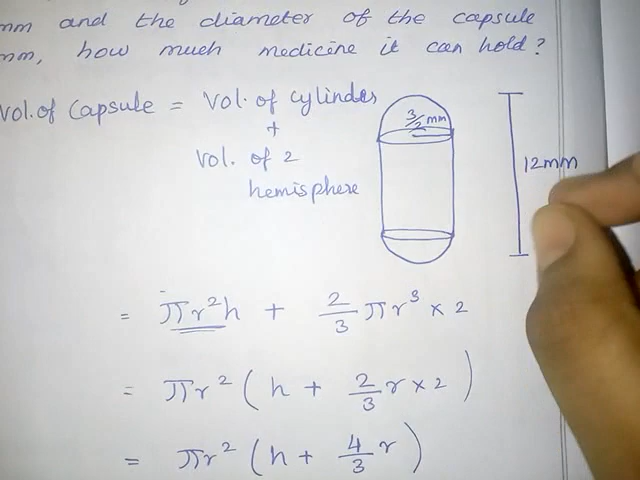 mm and the diameter of the capsule
mm, how much medicine it can hold?
Vol. of Capsule = Vol. of Cylinder
+
Vol. of 2
hemisphere
3/2 mm
12mm
= πr²h + 2/3 πr³ × 2
= πr² (h + 2/3 r × 2)
= πr² (h + 4/3 r)